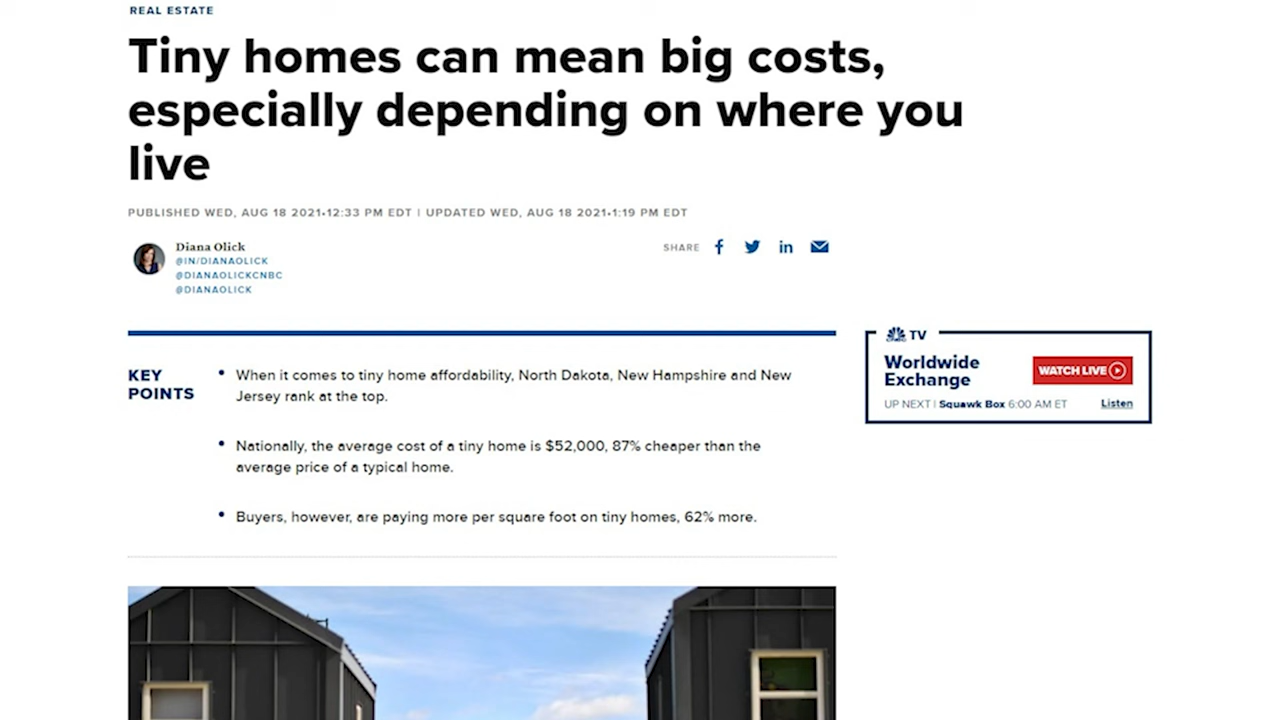 REAL ESTATE
Tiny homes can mean big costs,
especially depending on where you
live
PUBLISHED WED, AUG 18 2021•12:33 PM EDT | UPDATED WED, AUG 18 2021•1:19 PM EDT
Diana Olick
@IN/DIANAOLICK
@DIANAOLICKCNBC
@DIANAOLICK
SHARE
KEY
POINTS
• When it comes to tiny home affordability, North Dakota, New Hampshire and New
Jersey rank at the top.
• Nationally, the average cost of a tiny home is $52,000, 87% cheaper than the
average price of a typical home.
• Buyers, however, are paying more per square foot on tiny homes, 62% more.
CNBC TV
Worldwide
Exchange
WATCH LIVE
UP NEXT | Squawk Box 6:00 AM ET
Listen